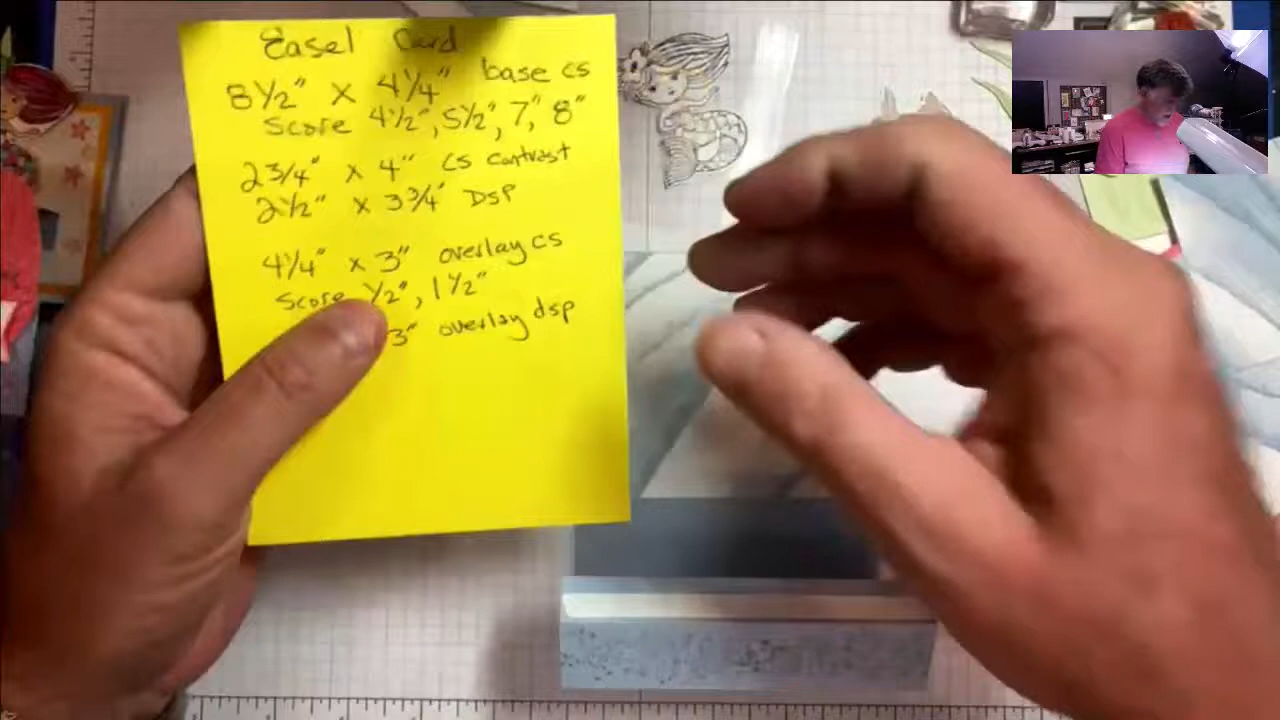 Easel Card
8½" x 4¼" base cs
Score 4½", 5½", 7", 8"
2¾" x 4" cs contrast
2½" x 3¾" Dsp
4¼" x 3" overlay cs
Score ½", 1½"
3" overlay dsp